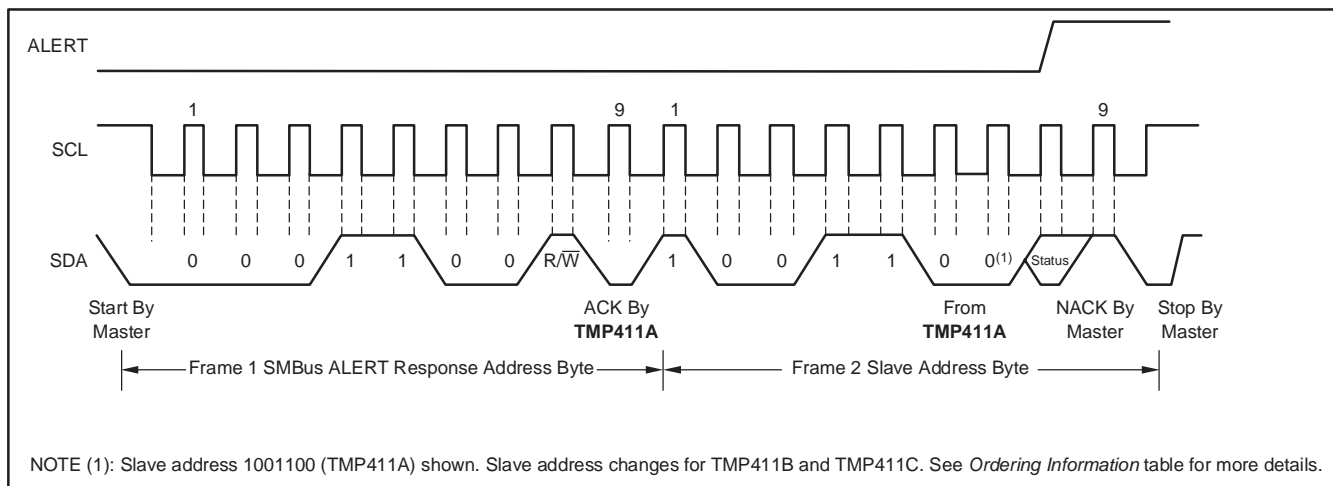 ALERT
1 9 1 9
SCL
SDA 0 0 0 1 1 0 0 R/W 1 0 0 1 1 0 0(1) Status
Start By Master
ACK By TMP411A
From TMP411A
NACK By Master
Stop By Master
Frame 1 SMBus ALERT Response Address Byte
Frame 2 Slave Address Byte
NOTE (1): Slave address 1001100 (TMP411A) shown. Slave address changes for TMP411B and TMP411C. See Ordering Information table for more details.